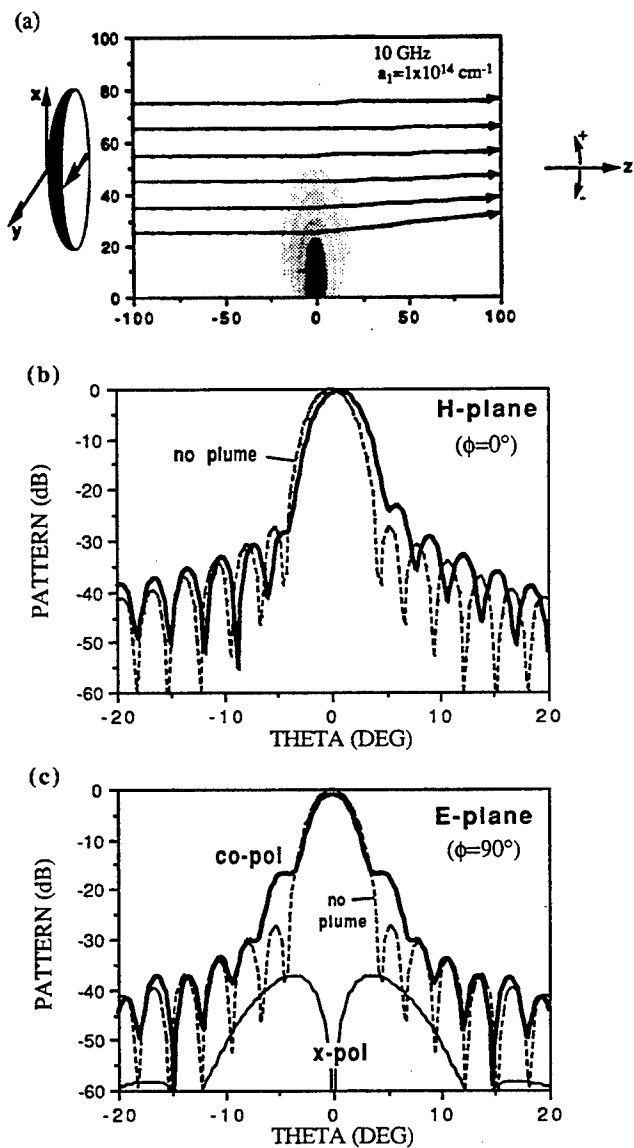 (a)
10 GHz
a₁=1x10¹⁴ cm⁻¹
100
80
60
40
20
0
-100
-50
0
50
100
x
y
+
z
-
(b)
H-plane
(ϕ=0°)
no plume
PATTERN (dB)
0
-10
-20
-30
-40
-50
-60
-20
-10
0
10
20
THETA (DEG)
(c)
E-plane
(ϕ=90°)
co-pol
no
plume
x-pol
PATTERN (dB)
0
-10
-20
-30
-40
-50
-60
-20
-10
0
10
20
THETA (DEG)